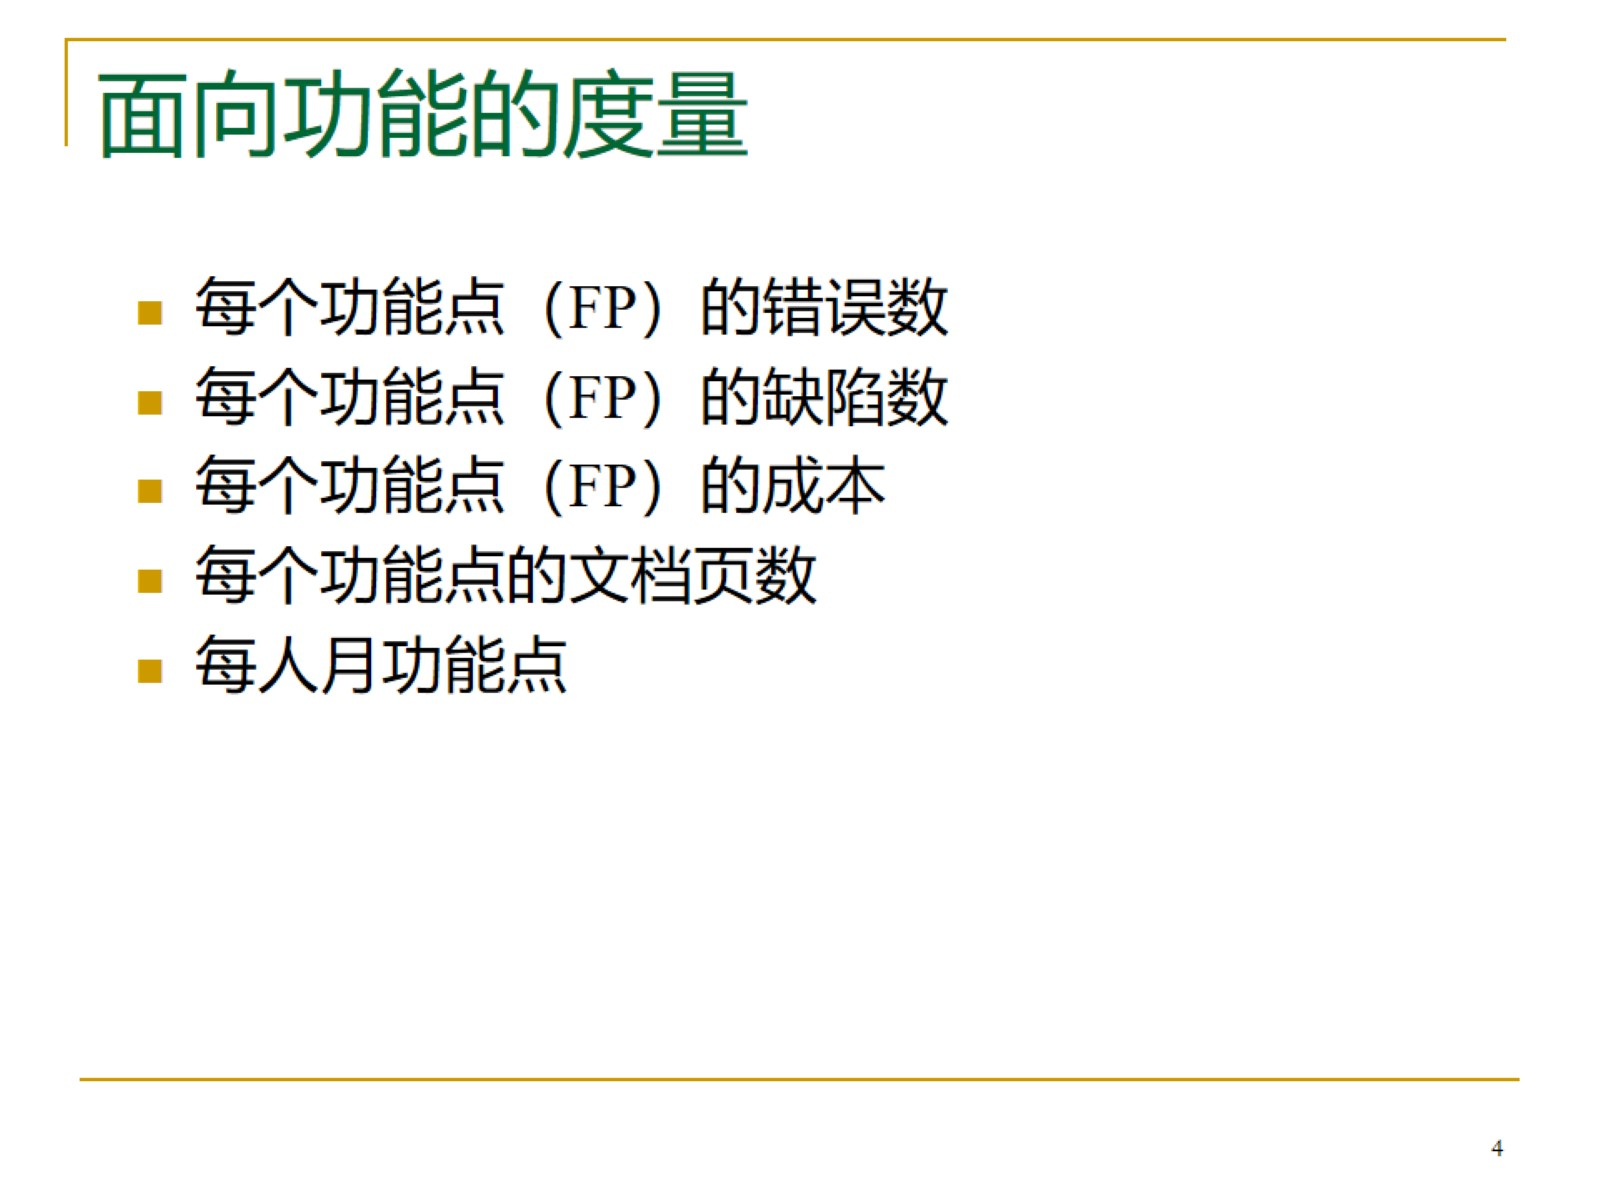 面向功能的度量
每个功能点（FP）的错误数
每个功能点（FP）的缺陷数
每个功能点（FP）的成本
每个功能点的文档页数
每人月功能点
4